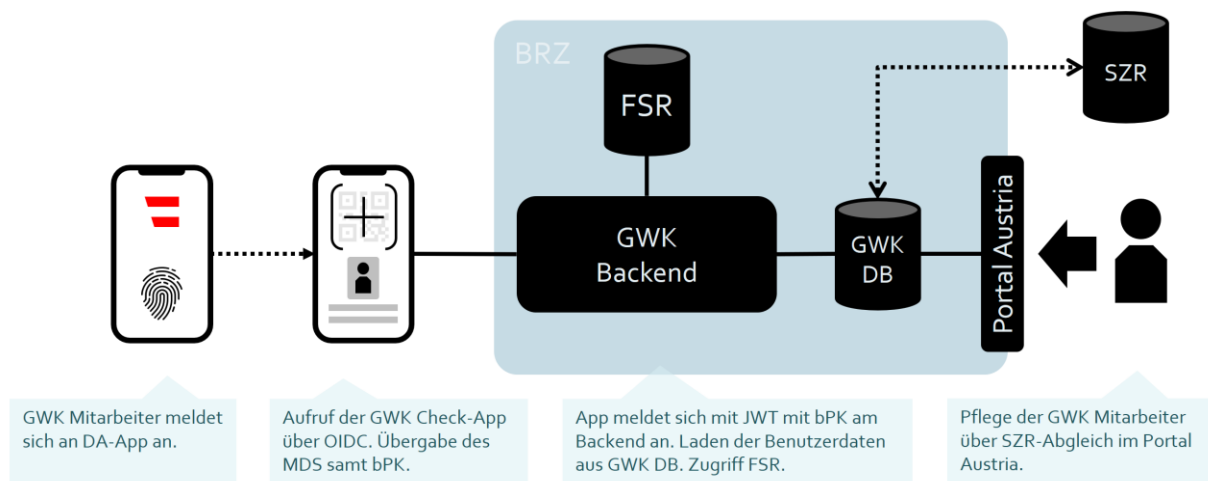 BRZ
FSR
SZR
GWK
Backend
GWK
DB
Portal Austria
GWK Mitarbeiter meldet
sich an DA-App an.
Aufruf der GWK Check-App
über OIDC. Übergabe des
MDS samt bPK.
App meldet sich mit JWT mit bPK am
Backend an. Laden der Benutzerdaten
aus GWK DB. Zugriff FSR.
Pflege der GWK Mitarbeiter
über SZR-Abgleich im Portal
Austria.